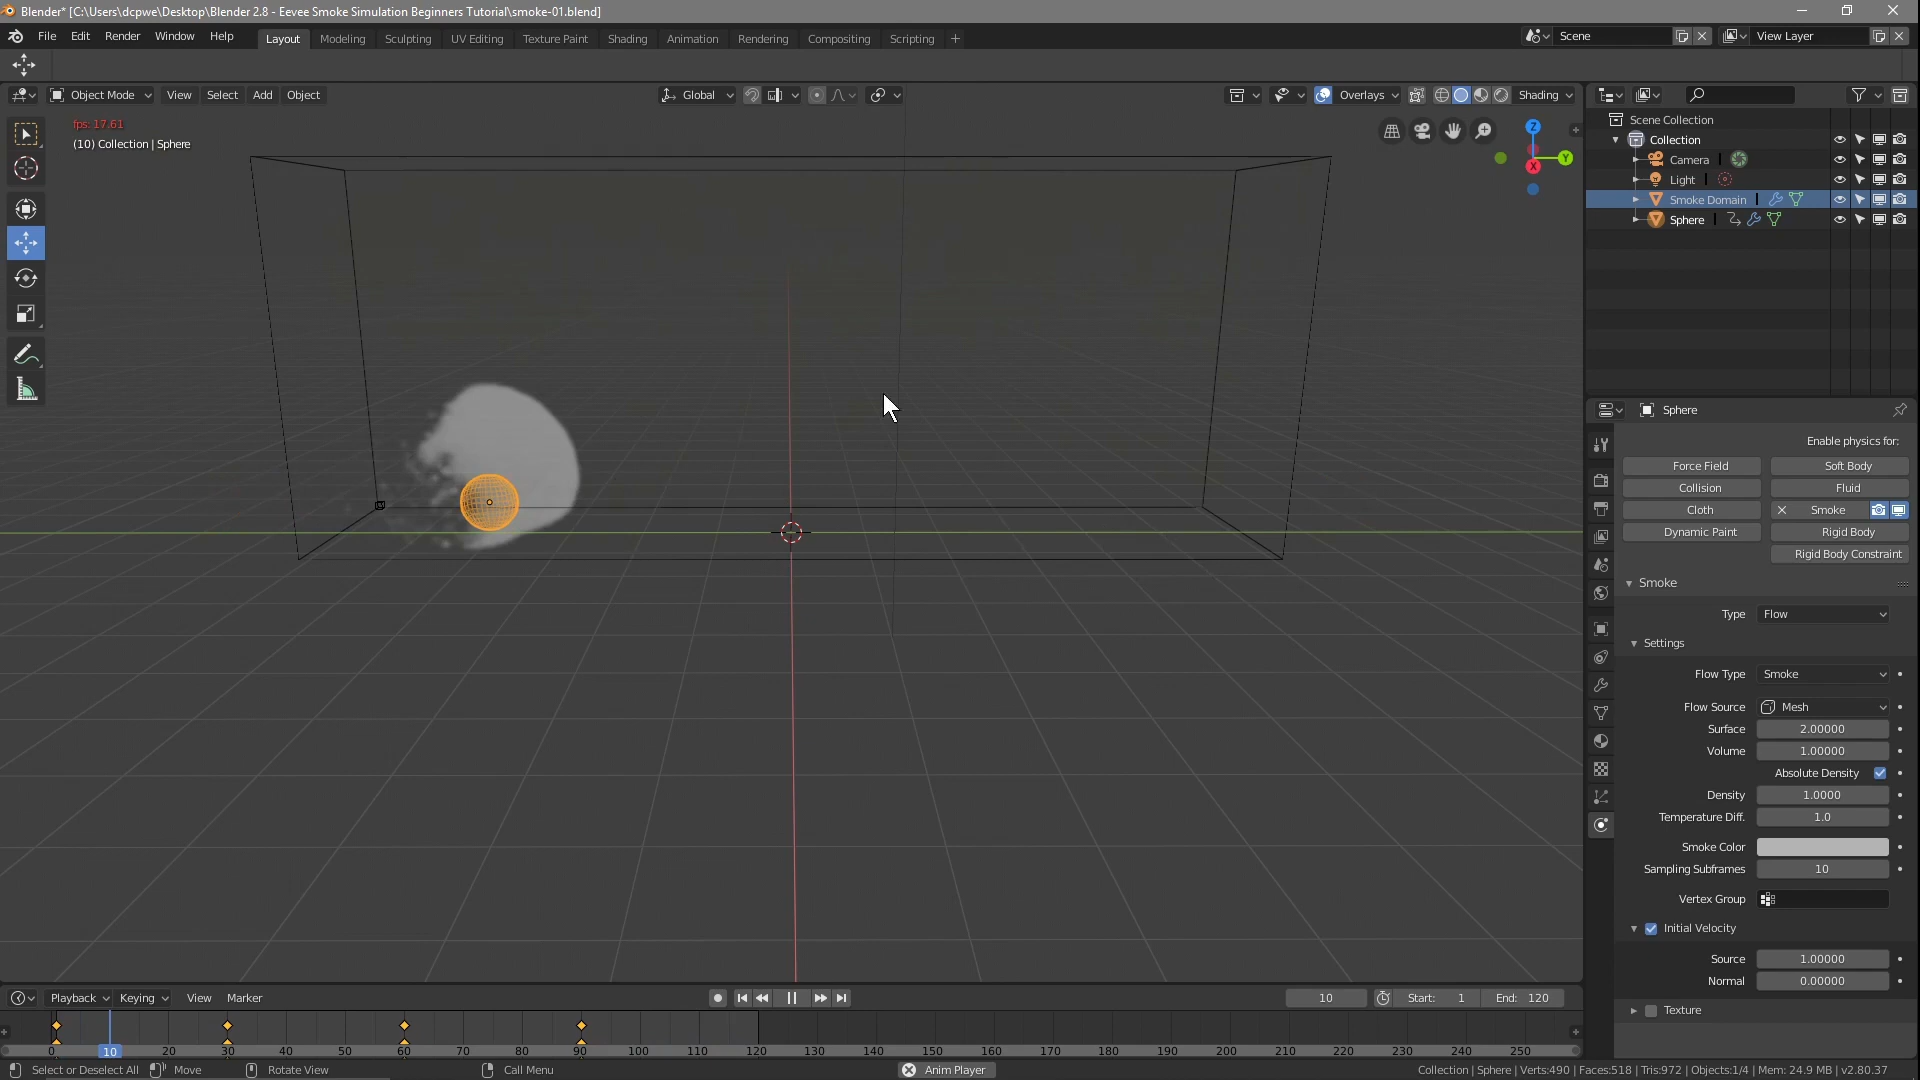 Blender* [C:\Users\dcpwe\Desktop\Blender 2.8 - Eevee Smoke Simulation Beginners Tutorial\smoke-01.blend]
File Edit Render Window Help Layout Modeling Sculpting UV Editing Texture Paint Shading Animation Rendering Compositing Scripting + Scene View Layer
Object Mode View Select Add Object Global Overlays Shading
fps: 17.61
(10) Collection | Sphere
Z
Y
X
Scene Collection
Collection
Camera
Light
Smoke Domain
Sphere
Sphere
Enable physics for:
Force Field Soft Body
Collision Fluid
Cloth Smoke
Dynamic Paint Rigid Body
Rigid Body Constraint
Smoke
Type Flow
Settings
Flow Type Smoke
Flow Source Mesh
Surface 2.00000
Volume 1.00000
Absolute Density
Density 1.0000
Temperature Diff. 1.0
Smoke Color
Sampling Subframes 10
Vertex Group
Initial Velocity
Source 1.00000
Normal 0.00000
Texture
Playback Keying View Marker 10 Start: 1 End: 120
0 10 20 30 40 50 60 70 80 90 100 110 120 130 140 150 160 170 180 190 200 210 220 230 240 250
Select or Deselect All Move Rotate View Call Menu Anim Player Collection | Sphere | Verts:490 | Faces:518 | Tris:972 | Objects:1/4 | Mem: 24.9 MB | v2.80.37